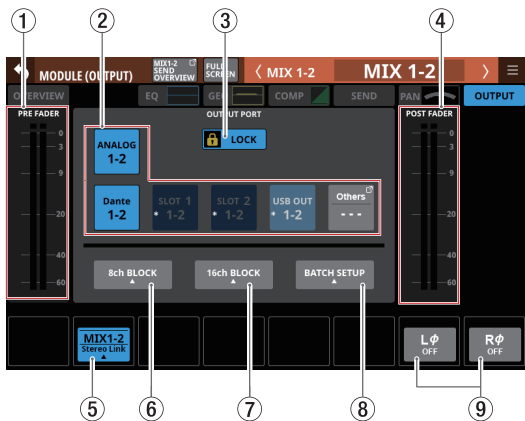 ① ② ③ ④
MODULE (OUTPUT)
MIX1-2
SEND
OVERVIEW
FULL
SCREEN
MIX 1-2
MIX 1-2
OVERVIEW
EQ
GEQ
COMP
SEND
PAN
OUTPUT
PRE FADER
OUTPUT PORT
POST FADER
LOCK
ANALOG
1-2
0
3
9
20
40
60
0
3
9
20
40
60
Dante
1-2
SLOT 1
* 1-2
SLOT 2
* 1-2
USB OUT
* 1-2
Others
---
8ch BLOCK
16ch BLOCK
BATCH SETUP
MIX1-2
Stereo Link
LΦ
OFF
RΦ
OFF
⑤ ⑥ ⑦ ⑧ ⑨